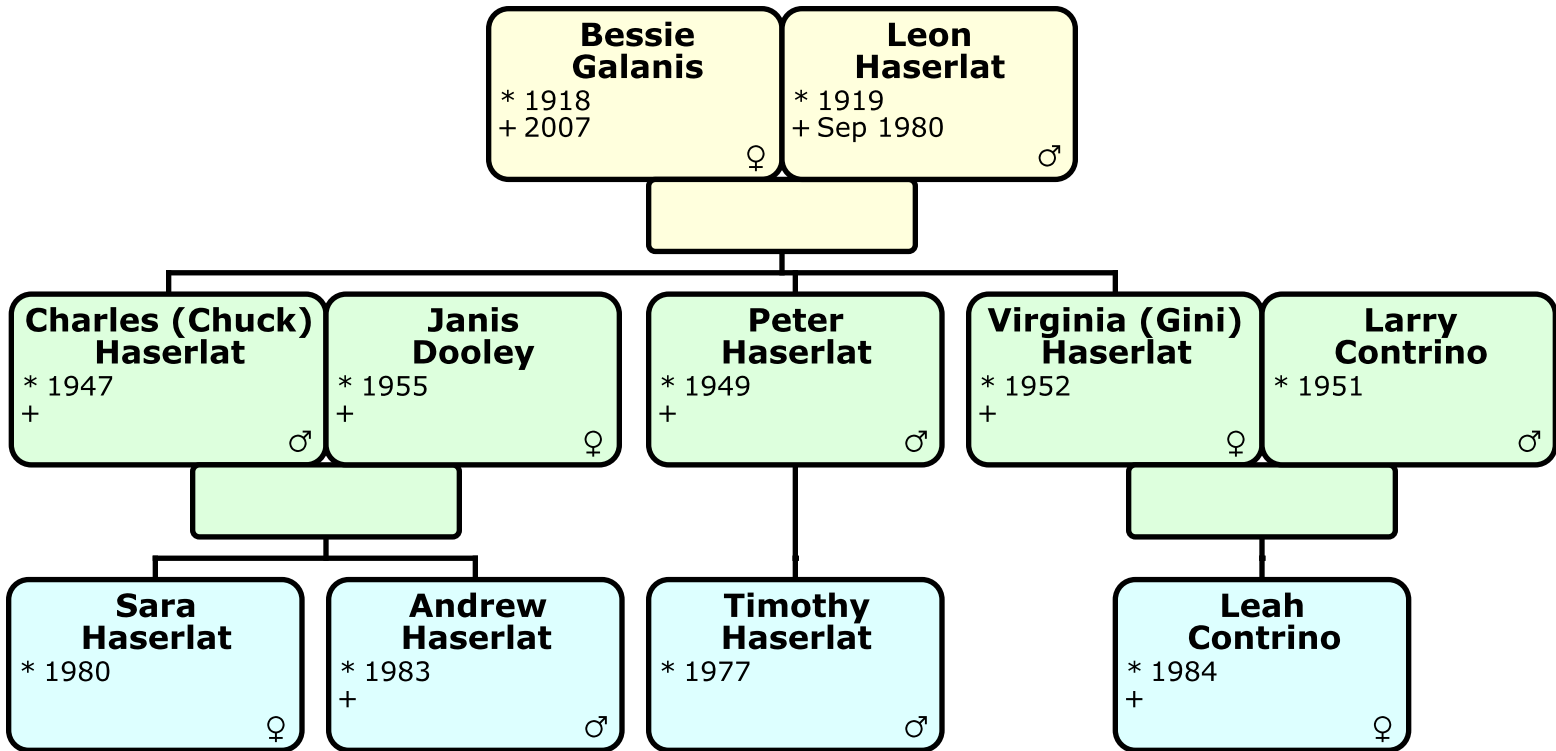 Bessie
Galanis
* 1918
+ 2007
♀
Leon
Haserlat
* 1919
+ Sep 1980
♂
Charles (Chuck)
Haserlat
* 1947
+
♂
Janis
Dooley
* 1955
+
♀
Peter
Haserlat
* 1949
+
♂
Virginia (Gini)
Haserlat
* 1952
+
♀
Larry
Contrino
* 1951
♂
Sara
Haserlat
* 1980
♀
Andrew
Haserlat
* 1983
+
♂
Timothy
Haserlat
* 1977
♂
Leah
Contrino
* 1984
+
♀